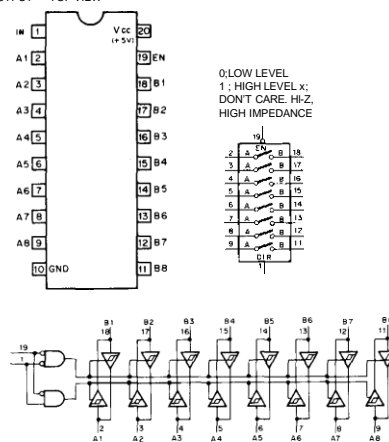 IN 1
Vcc 20
(+5V)
A1 2
19 EN
A2 3
18 B1
A3 4
17 B2
A4 5
16 B3
A5 6
15 B4
A6 7
14 B5
A7 8
13 B6
A8 9
12 B7
10 GND
11 B8
0;LOW LEVEL
1 ; HIGH LEVEL x;
DON'T CARE. HI-Z,
HIGH IMPEDANCE
19
EN
2 A B 18
3 A B 17
4 A B 16
5 A B 15
6 A B 14
7 A B 13
8 A B 12
9 A B 11
DIR
1
B1 B2 B3 B4 B5 B6 B7
18 17 16 15 14 13 12 11
19
1
2 3 4 5 6 7 8 9
A1 A2 A3 A4 A5 A6 A7 A8